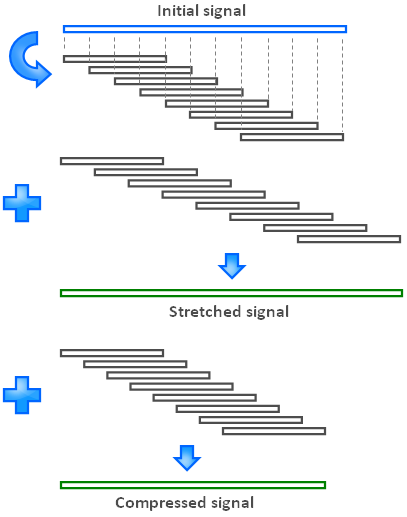 Initial signal
Stretched signal
Compressed signal